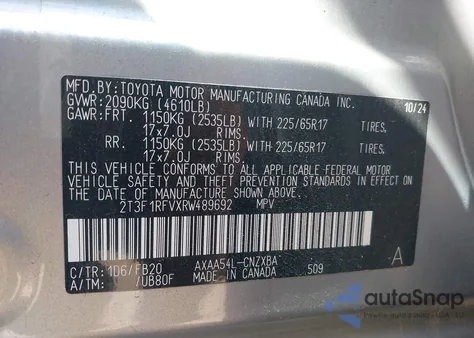 MFD.BY:TOYOTA MOTOR MANUFACTURING CANADA INC.
GVWR:2090KG (4610LB) 10/24
GAWR:FRT. 1150KG (2535LB) WITH 225/65R17 TIRES.
17x7.0J RIMS.
RR. 1150KG (2535LB) WITH 225/65R17 TIRES.
17x7.0J RIMS.
THIS VEHICLE CONFORMS TO ALL APPLICABLE FEDERAL MOTOR
VEHICLE SAFETY, BUMPER, AND THEFT PREVENTION STANDARDS IN EFFECT ON
THE DATE OF MANUFACTURE SHOWN ABOVE.
2T3F1RFVXRW489692 MPV
C/TR:1D6/FB20 AXAA54L-CNZXBA A
A/TM: /UB80F MADE IN CANADA 509
autoSnap